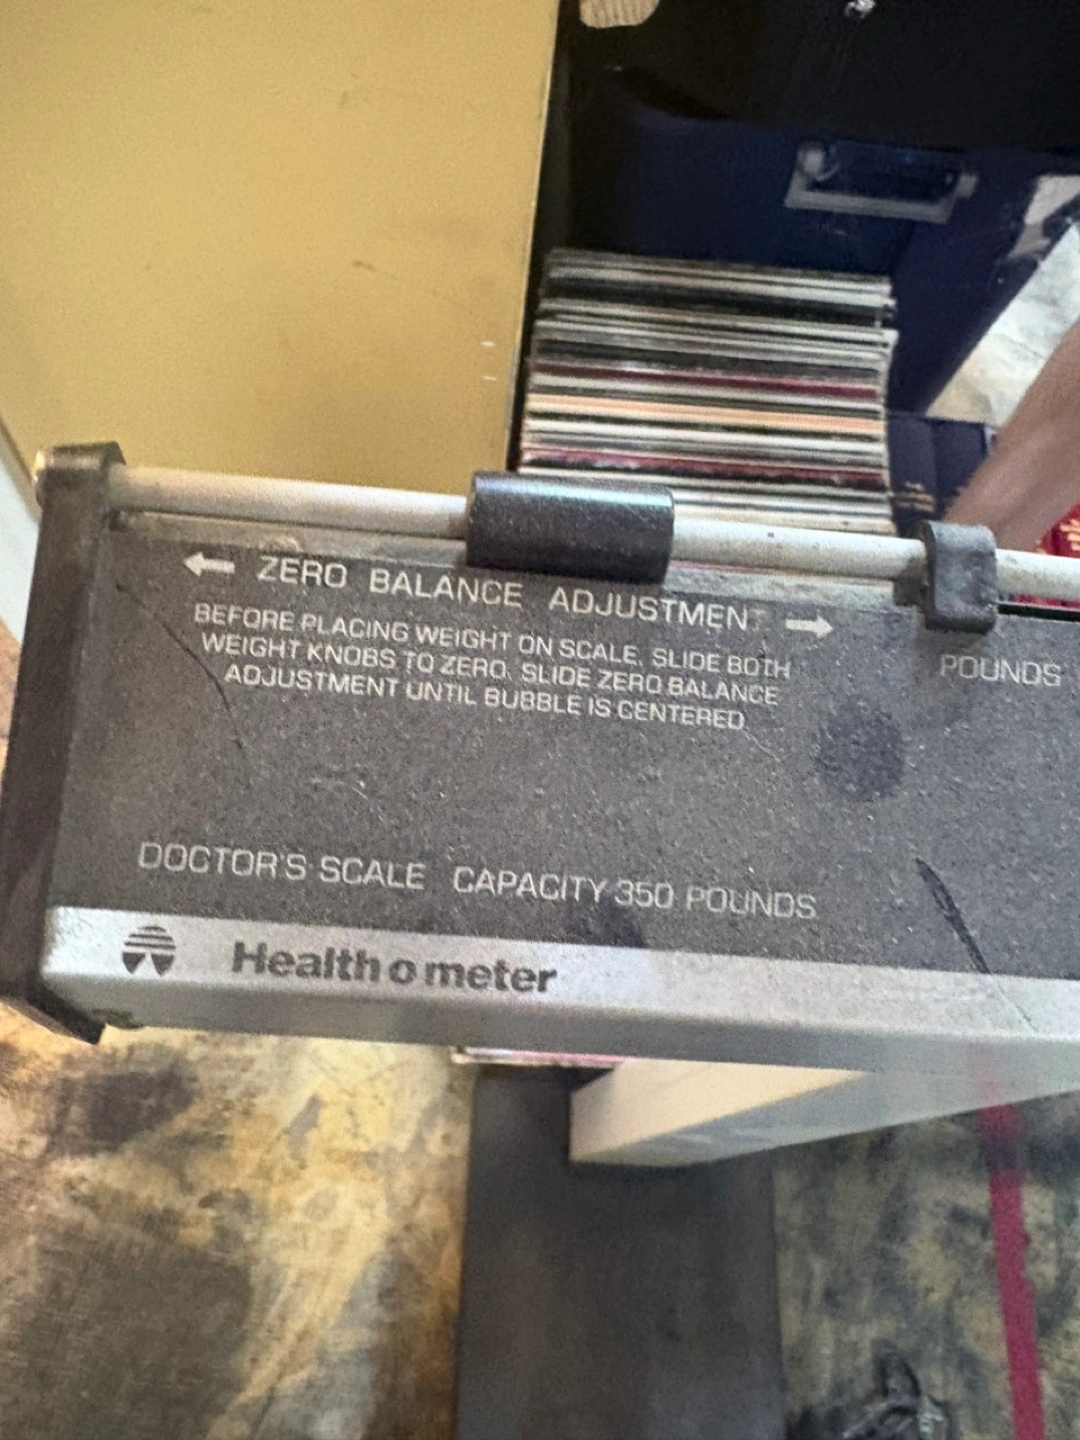 ZERO BALANCE ADJUSTMENT
BEFORE PLACING WEIGHT ON SCALE, SLIDE BOTH
WEIGHT KNOBS TO ZERO. SLIDE ZERO BALANCE
ADJUSTMENT UNTIL BUBBLE IS CENTERED
POUNDS
DOCTOR'S SCALE CAPACITY 350 POUNDS
Health o meter